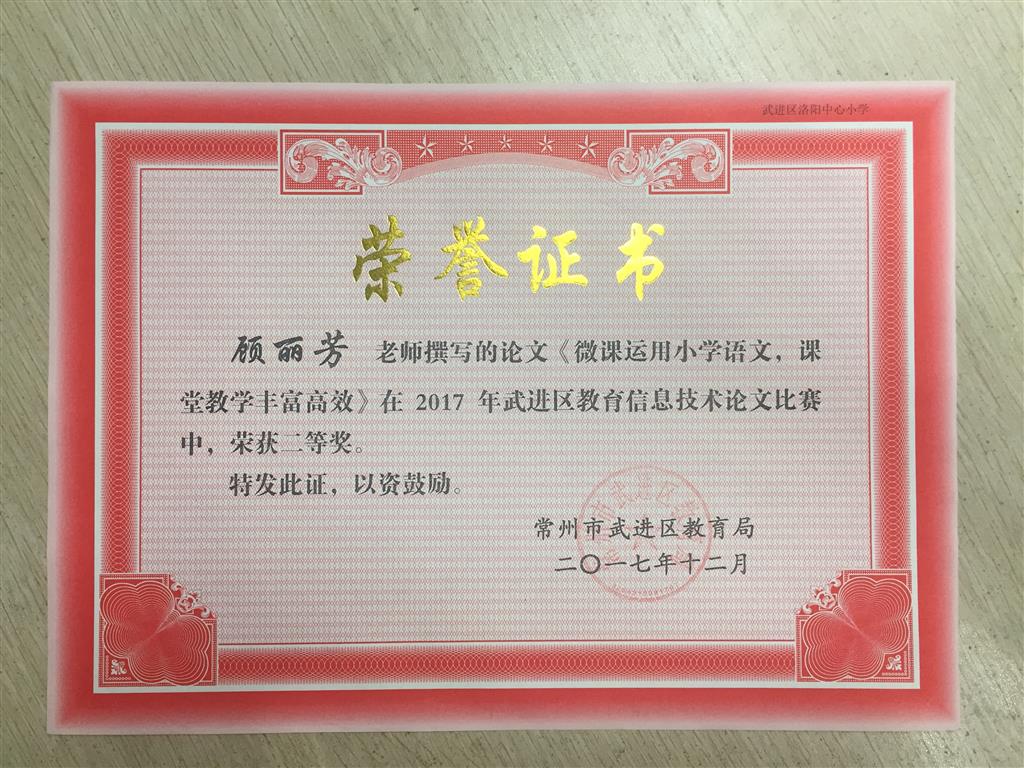 武进区洛阳中心小学
荣誉证书
顾丽芳 老师撰写的论文《微课运用小学语文，课
堂教学丰富高效》在 2017 年武进区教育信息技术论文比赛
中，荣获二等奖。
特发此证，以资鼓励。
常州市武进区教育局
二〇一七年十二月